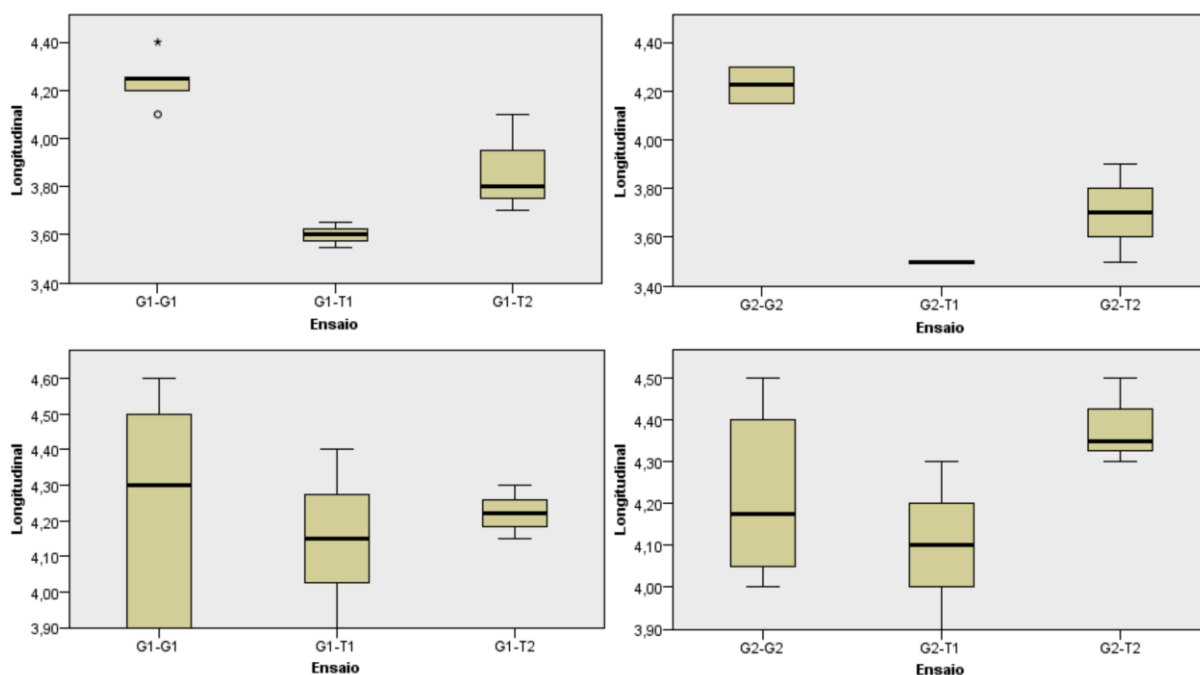 4,40
4,20
4,00
3,80
3,60
3,40
Longitudinal
G1-G1 G1-T1 G1-T2
Ensaio
4,40
4,20
4,00
3,80
3,60
3,40
Longitudinal
G2-G2 G2-T1 G2-T2
Ensaio
4,60
4,50
4,40
4,30
4,20
4,10
4,00
3,90
Longitudinal
G1-G1 G1-T1 G1-T2
Ensaio
4,50
4,40
4,30
4,20
4,10
4,00
3,90
Longitudinal
G2-G2 G2-T1 G2-T2
Ensaio